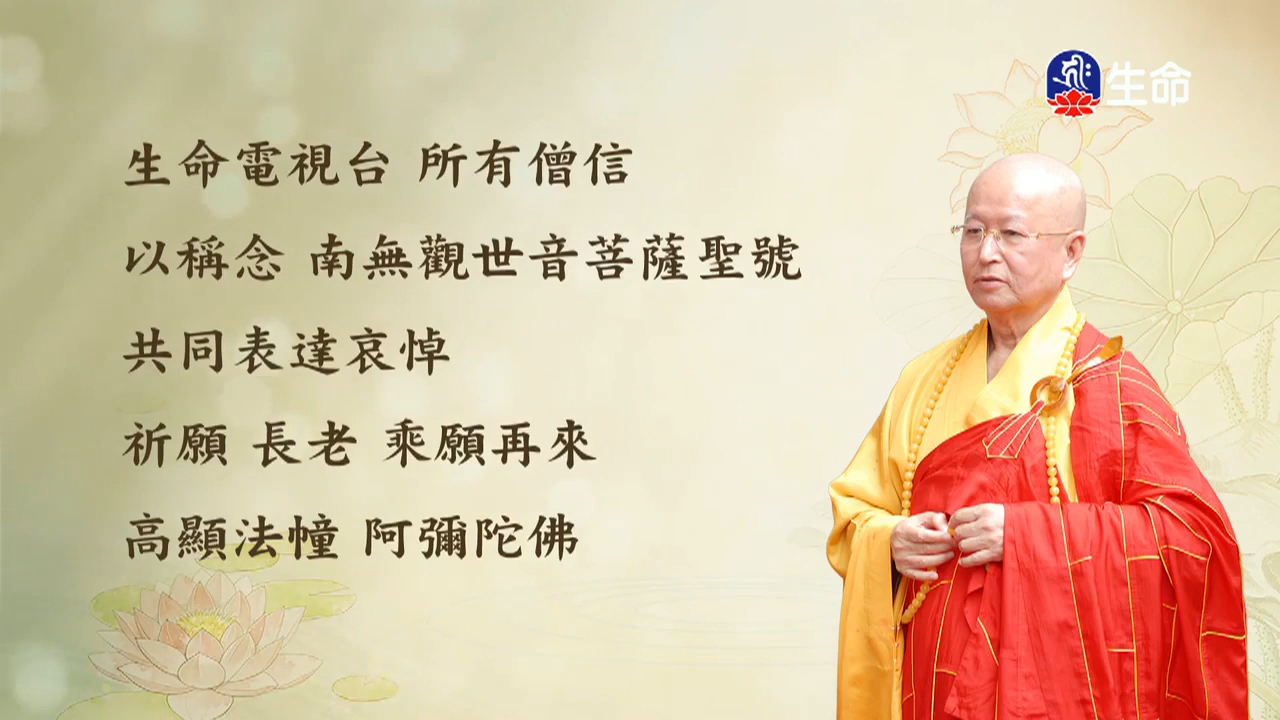 生命
生命電視台 所有僧信
以稱念 南無觀世音菩薩聖號
共同表達哀悼
祈願 長老 乘願再來
高顯法幢 阿彌陀佛